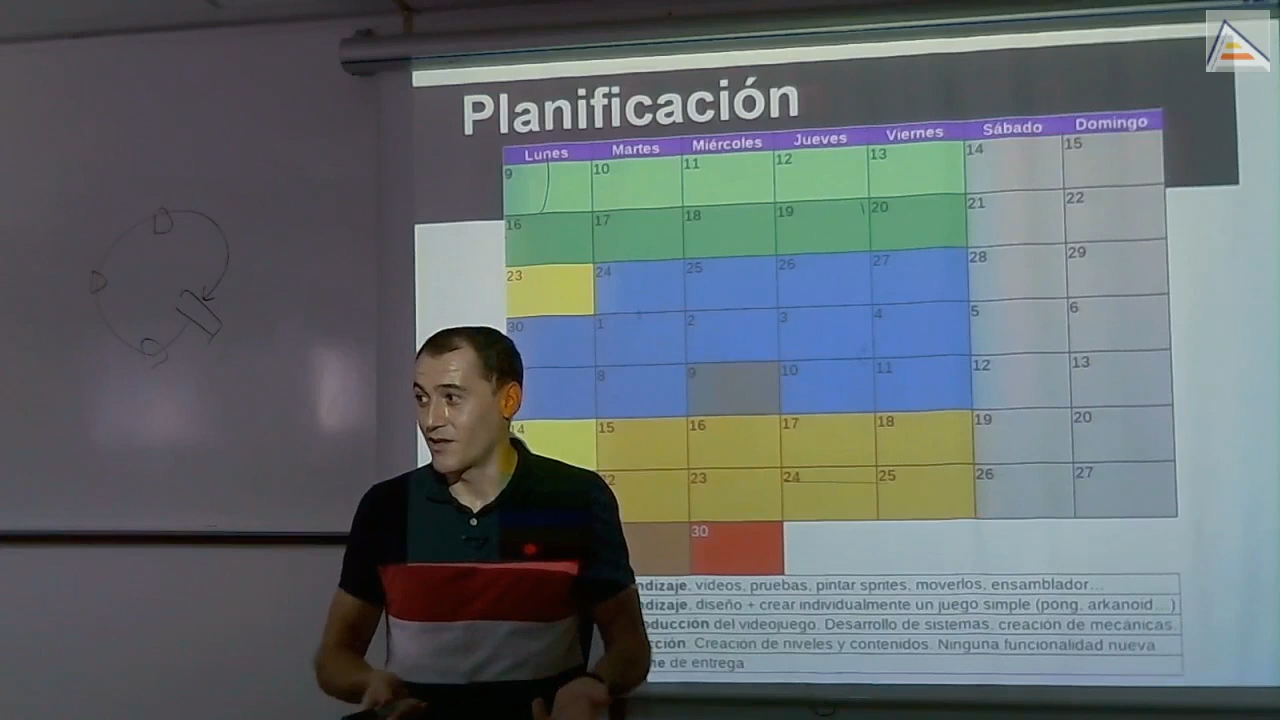 Planificación
Lunes Martes Miércoles Jueves Viernes Sábado Domingo
9 10 11 12 13 14 15
16 17 18 19 20 21 22
23 24 25 26 27 28 29
30 1 2 3 4 5 6
8 9 10 11 12 13
14 15 16 17 18 19 20
22 23 24 25 26 27
30
ndizaje, vídeos, pruebas, pintar sprites, moverlos, ensamblador...
ndizaje, diseño + crear individualmente un juego simple (pong, arkanoid...)
oducción del videojuego. Desarrollo de sistemas, creación de mecánicas.
cción. Creación de niveles y contenidos. Ninguna funcionalidad nueva
ne de entrega